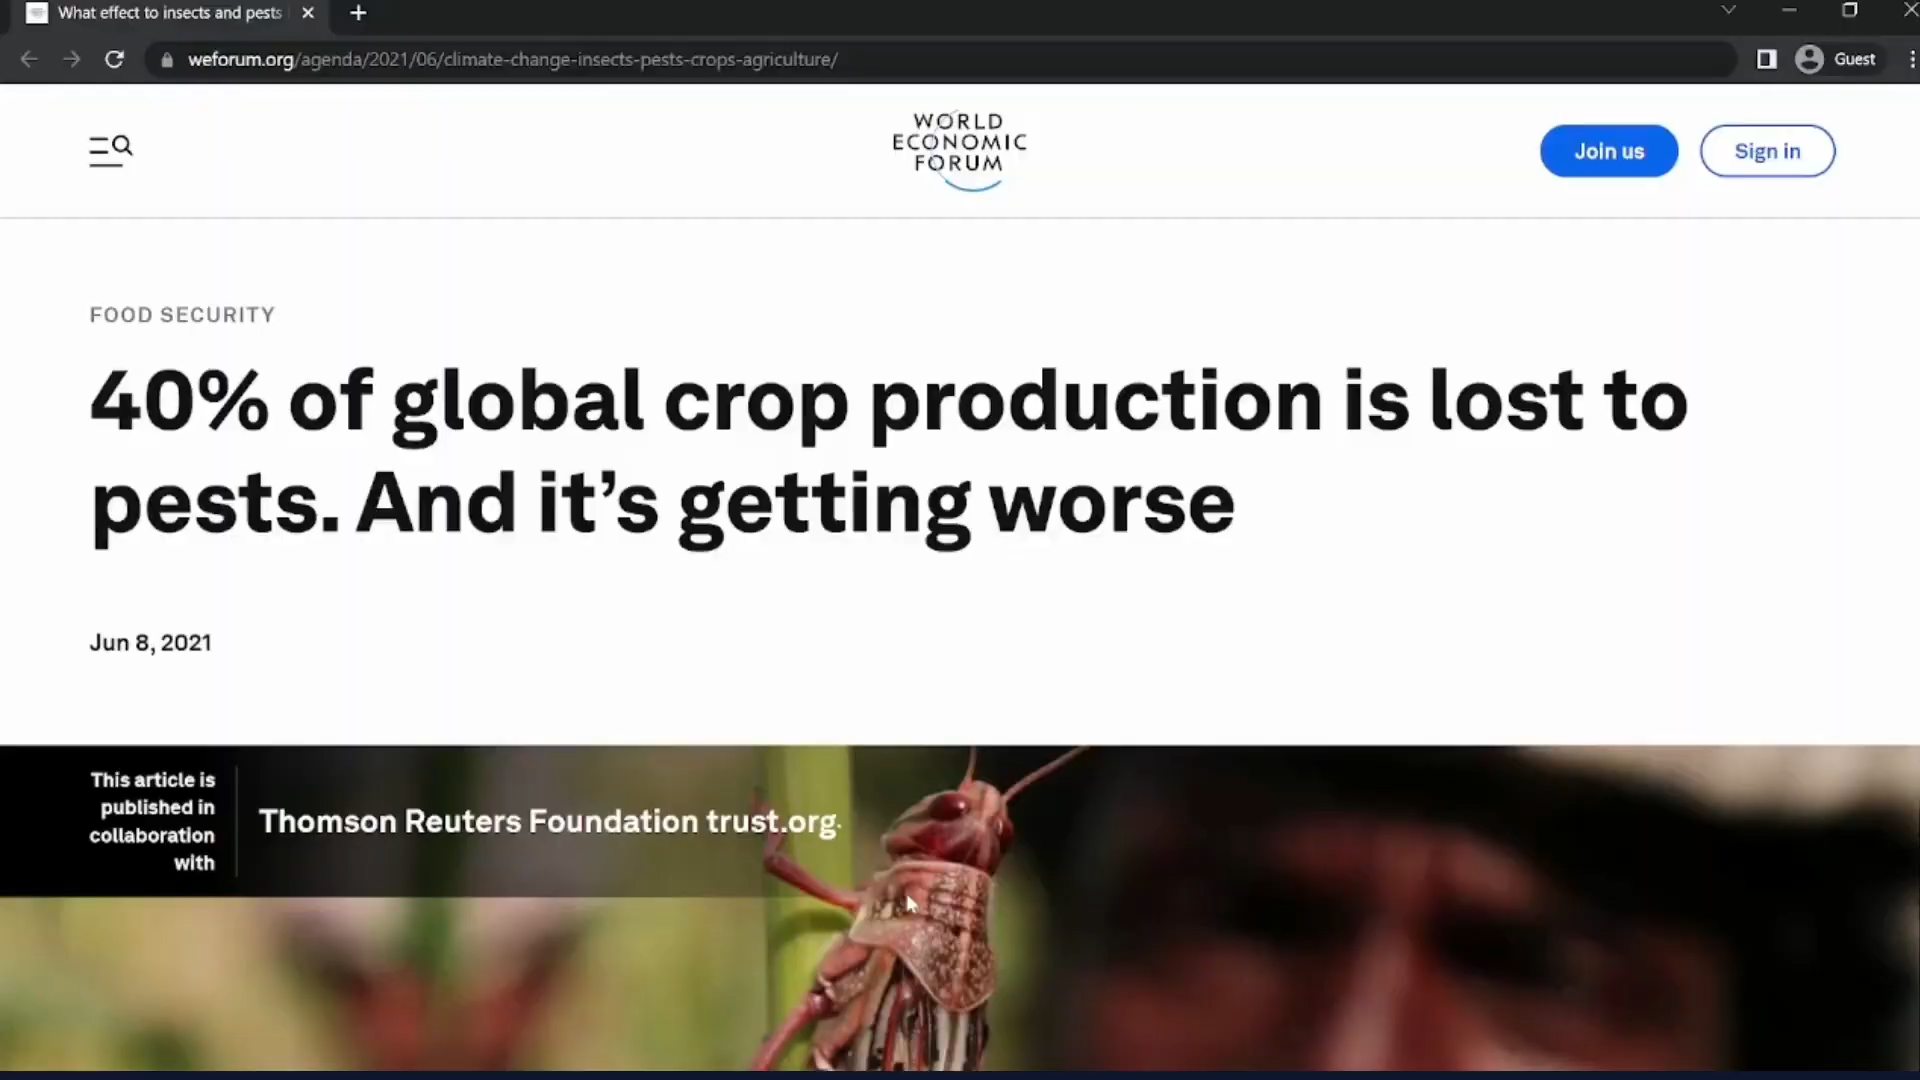 What effect to insects and pests
weforum.org/agenda/2021/06/climate-change-insects-pests-crops-agriculture/
Guest
WORLD
ECONOMIC
FORUM
Join us
Sign in
FOOD SECURITY
40% of global crop production is lost to
pests. And it’s getting worse
Jun 8, 2021
This article is
published in
collaboration
with
Thomson Reuters Foundation trust.org.